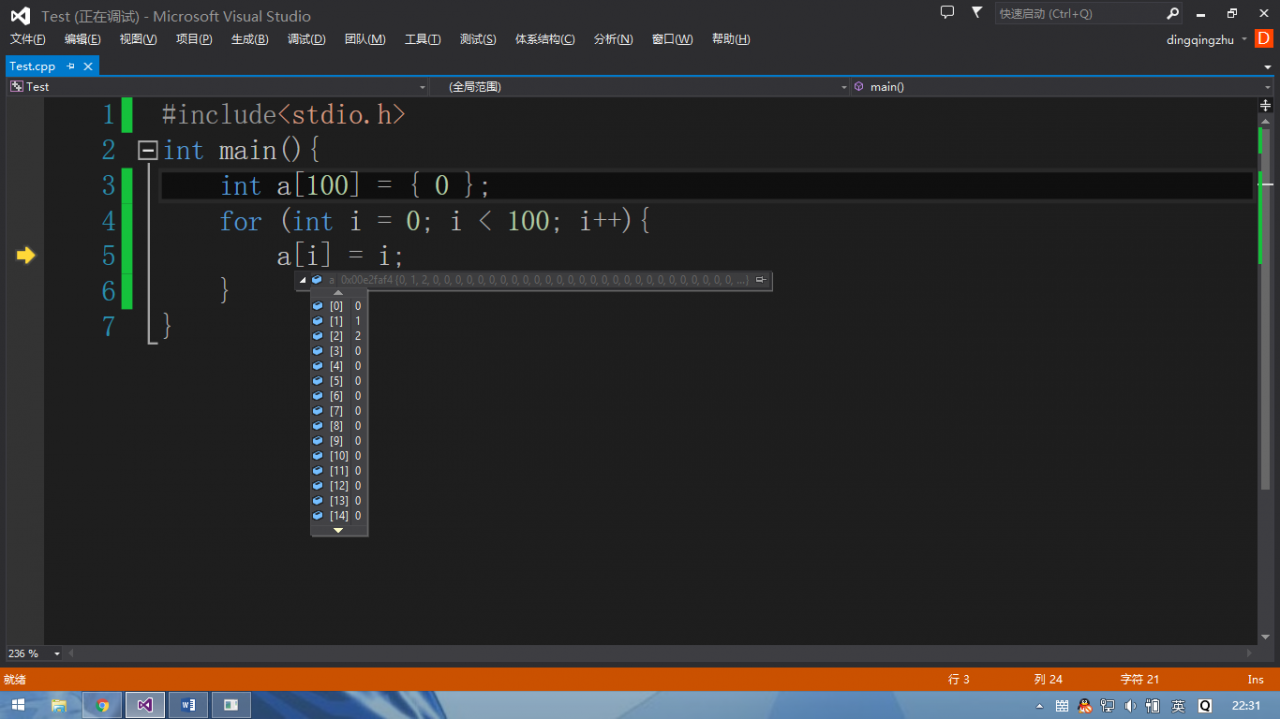 Test (正在调试) - Microsoft Visual Studio
快速启动 (Ctrl+Q)
文件(F) 编辑(E) 视图(V) 项目(P) 生成(B) 调试(D) 团队(M) 工具(T) 测试(S) 体系结构(C) 分析(N) 窗口(W) 帮助(H)
dingqingzhu D
Test.cpp
Test (全局范围) main()
1 #include<stdio.h>
2 int main(){
3 int a[100] = { 0 };
4 for (int i = 0; i < 100; i++){
5 a[i] = i;
a 0x00e2faf4 {0, 1, 2, 0, 0, 0, 0, 0, 0, 0, 0, 0, 0, 0, 0, 0, 0, 0, 0, 0, 0, 0, 0, 0, 0, 0, 0, 0, 0, 0, ...}
6 }
[0] 0
[1] 1
7 }
[2] 2
[3] 0
[4] 0
[5] 0
[6] 0
[7] 0
[8] 0
[9] 0
[10] 0
[11] 0
[12] 0
[13] 0
[14] 0
236 %
就绪 行 3 列 24 字符 21 Ins
英 Q 22:31